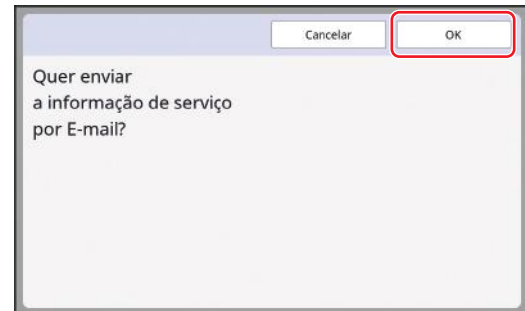 Cancelar
OK
Quer enviar
a informação de serviço
por E-mail?